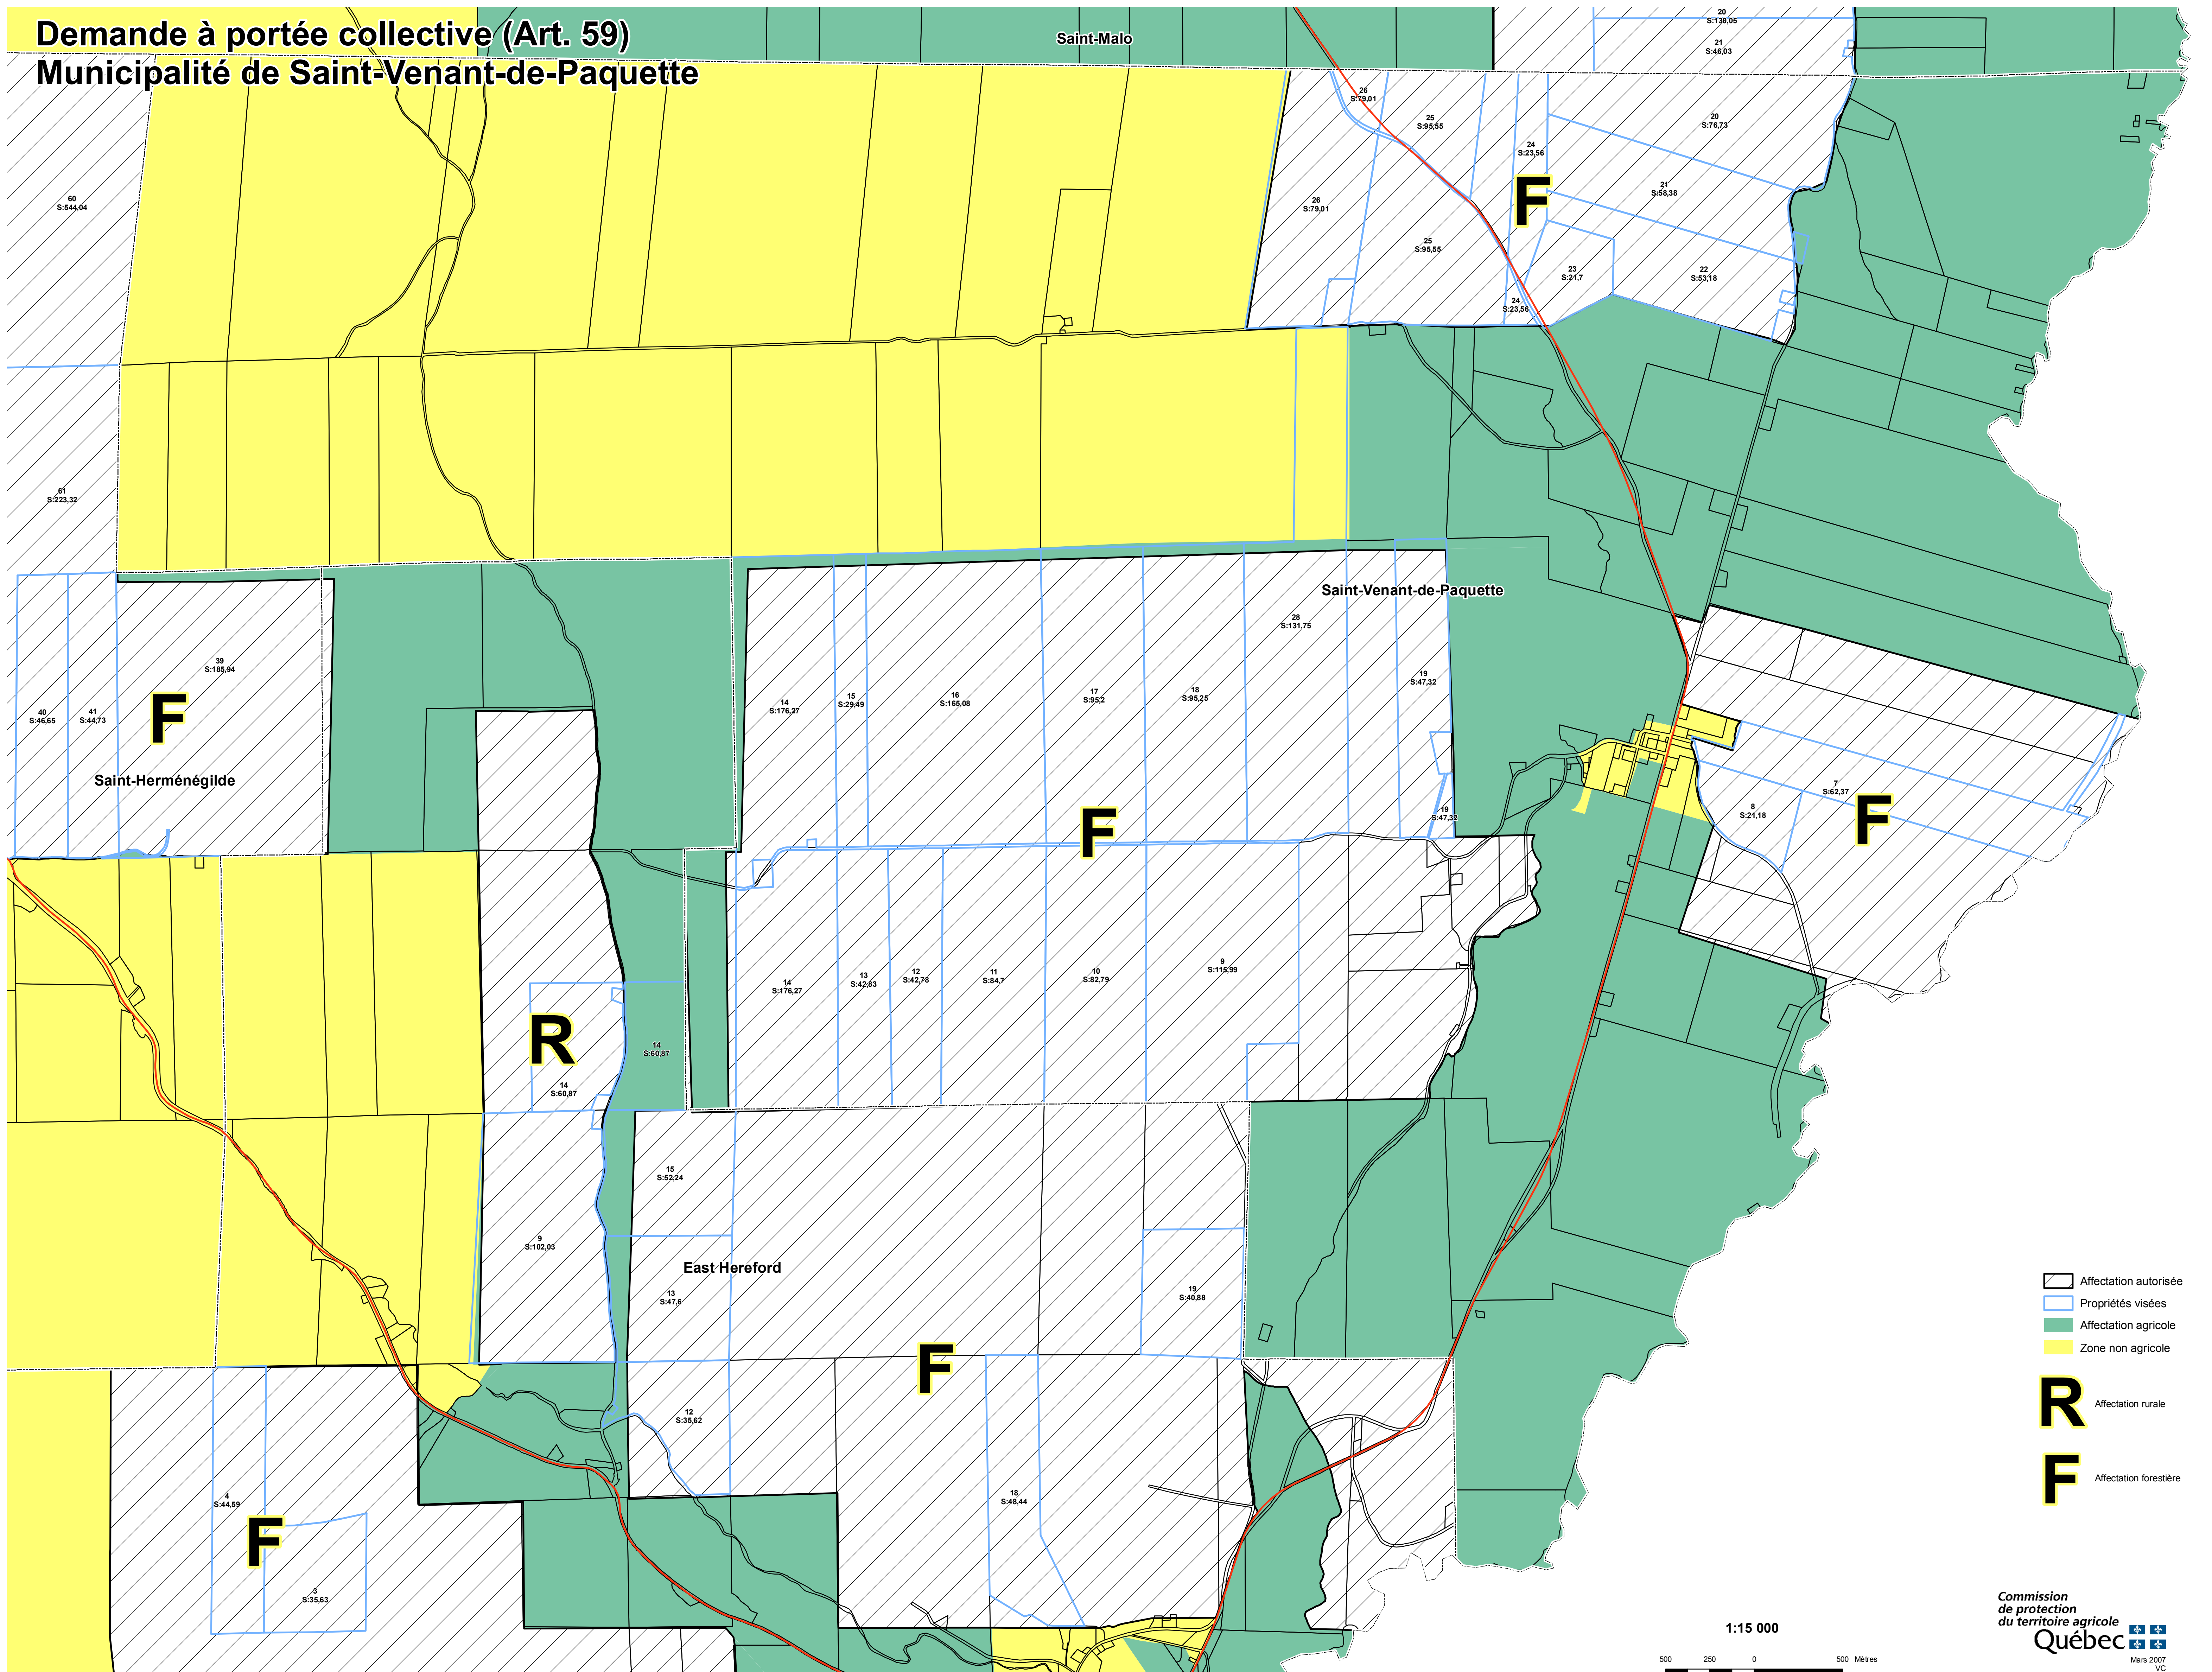 Demande à portée collective (Art. 59)
Municipalité de Saint-Venant-de-Paquette
Saint-Malo
20
S:130,05
21
S:46,03
26
S:79,01
25
S:95,55
24
S:23,56
20
S:76,73
F
21
S:58,38
60
S:544,04
26
S:79,01
25
S:95,55
23
S:21,7
22
S:53,18
24
S:23,56
61
S:223,32
Saint-Venant-de-Paquette
28
S:131,75
39
S:185,94
40
S:46,65
41
S:44,73
F
Saint-Herménégilde
14
S:176,27
15
S:29,49
16
S:165,08
17
S:95,2
18
S:95,25
19
S:47,32
19
S:47,32
F
7
S:62,37
8
S:21,18
F
14
S:176,27
13
S:42,83
12
S:42,78
11
S:84,7
10
S:82,79
9
S:115,99
R
14
S:60,87
14
S:60,87
15
S:52,24
9
S:102,03
East Hereford
13
S:47,6
19
S:40,88
F
12
S:35,62
18
S:48,44
4
S:44,59
F
3
S:35,63
Affectation autorisée
Propriétés visées
Affectation agricole
Zone non agricole
R Affectation rurale
F Affectation forestière
1:15 000
500 250 0 500 Mètres
Commission
de protection
du territoire agricole
Québec
Mars 2007
VC